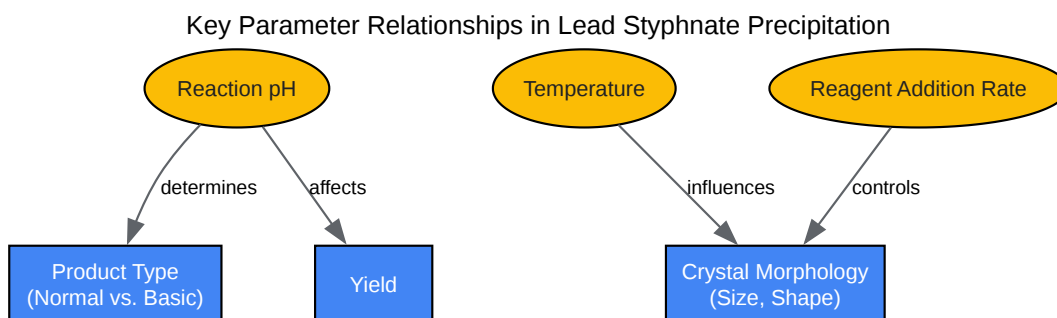 Key Parameter Relationships in Lead Styphnate Precipitation
Reaction pH
Temperature
Reagent Addition Rate
determines
affects
influences
controls
Product Type
(Normal vs. Basic)
Yield
Crystal Morphology
(Size, Shape)